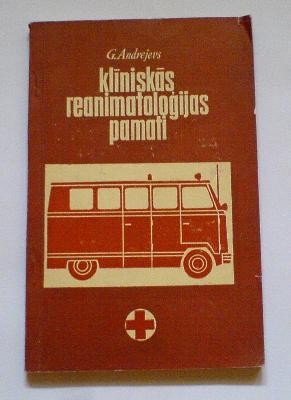 G. Andrejevs
klīniskās
reanimatoloģijas
pamati